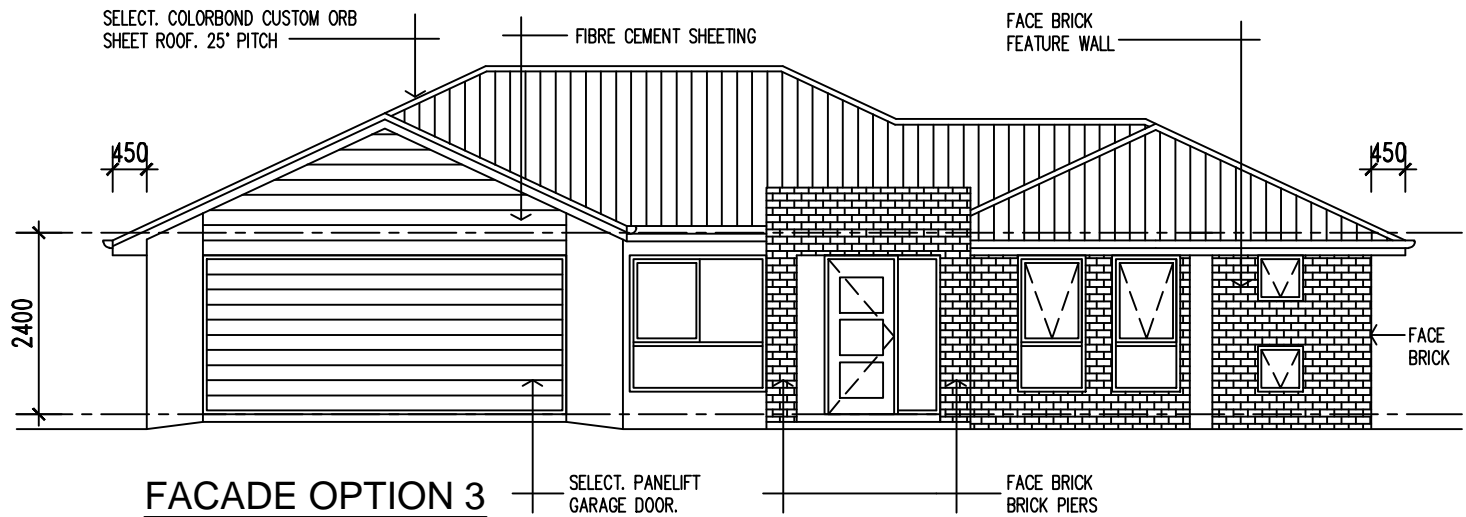 SELECT. COLORBOND CUSTOM ORB
SHEET ROOF. 25° PITCH
FIBRE CEMENT SHEETING
FACE BRICK
FEATURE WALL
450
450
2400
FACE
BRICK
FACADE OPTION 3
SELECT. PANELIFT
GARAGE DOOR.
FACE BRICK
BRICK PIERS